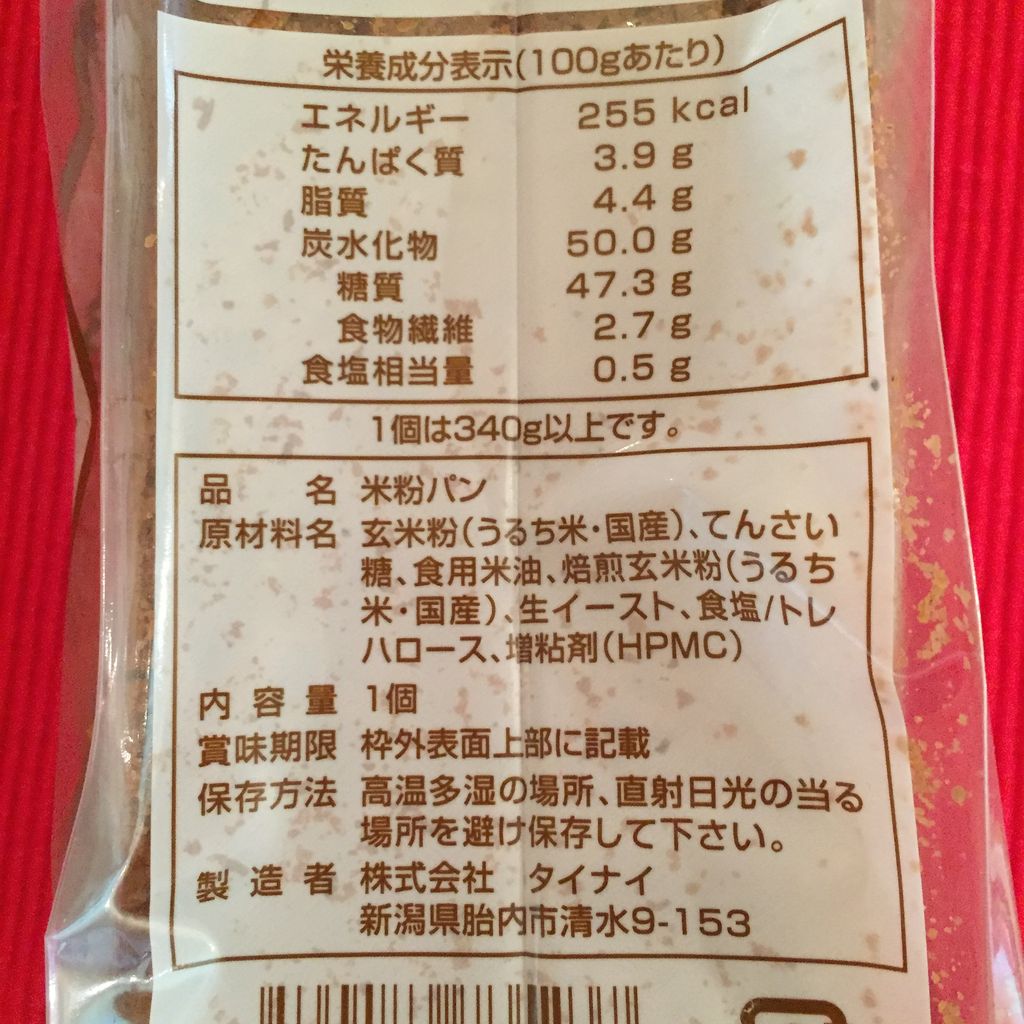 栄養成分表示(100gあたり)
エネルギー 255 kcal
たんぱく質 3.9 g
脂質 4.4 g
炭水化物 50.0 g
糖質 47.3 g
食物繊維 2.7 g
食塩相当量 0.5 g
1個は340g以上です。
品名 米粉パン
原材料名 玄米粉(うるち米・国産)、てんさい
糖、食用米油、焙煎玄米粉(うるち
米・国産)、生イースト、食塩/トレ
ハロース、増粘剤(HPMC)
内容量 1個
賞味期限 枠外表面上部に記載
保存方法 高温多湿の場所、直射日光の当る
場所を避け保存して下さい。
製造者 株式会社 タイナイ
新潟県胎内市清水9-153